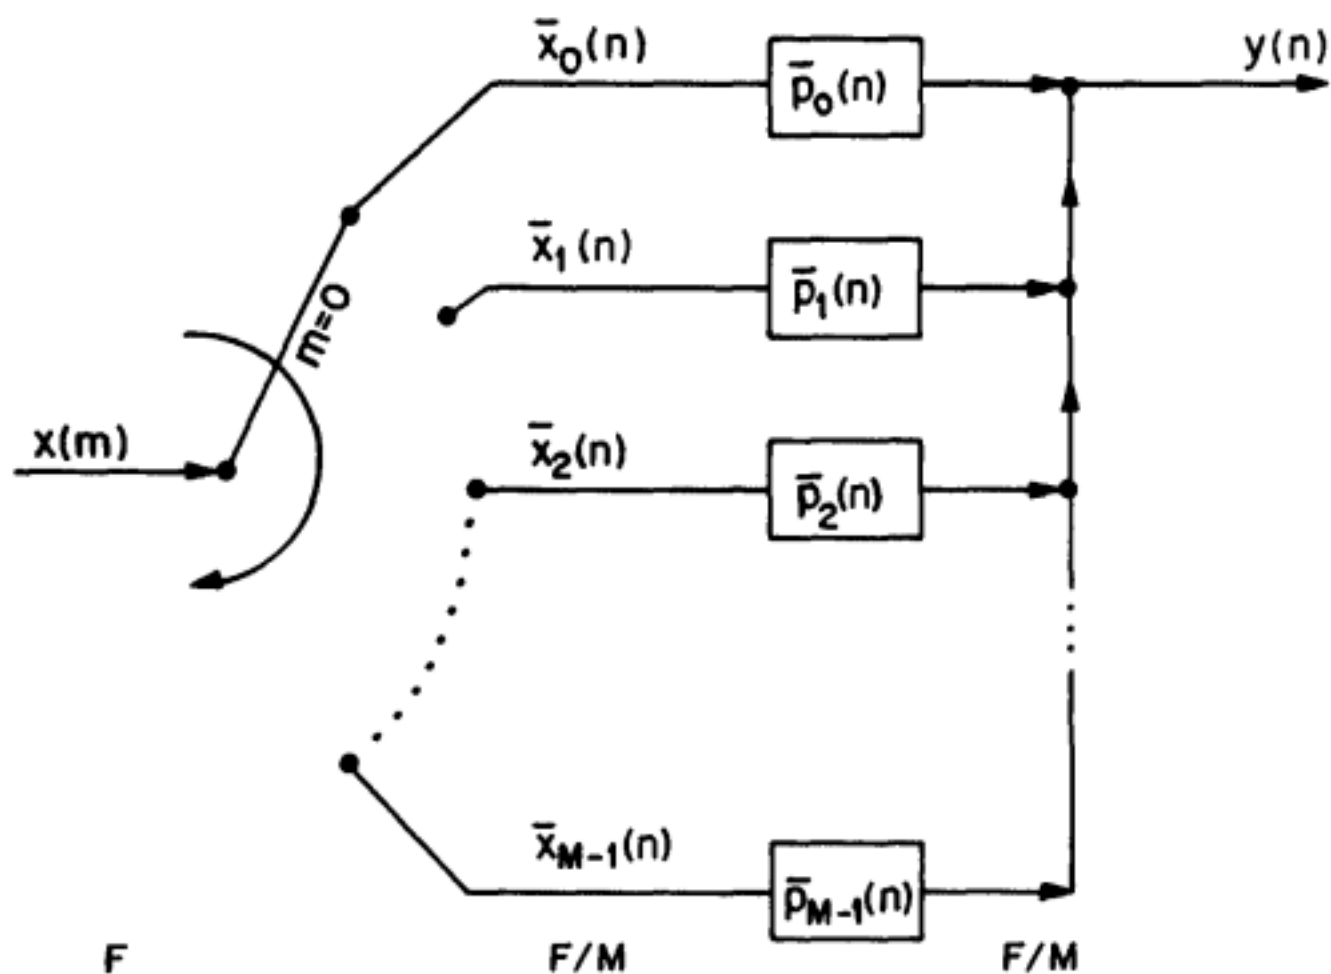 x̄₀(n) p̄₀(n) y(n)
x̄₁(n) p̄₁(n)
m=0
x(m)
x̄₂(n) p̄₂(n)
x̄M−1(n) p̄M−1(n)
F F/M F/M